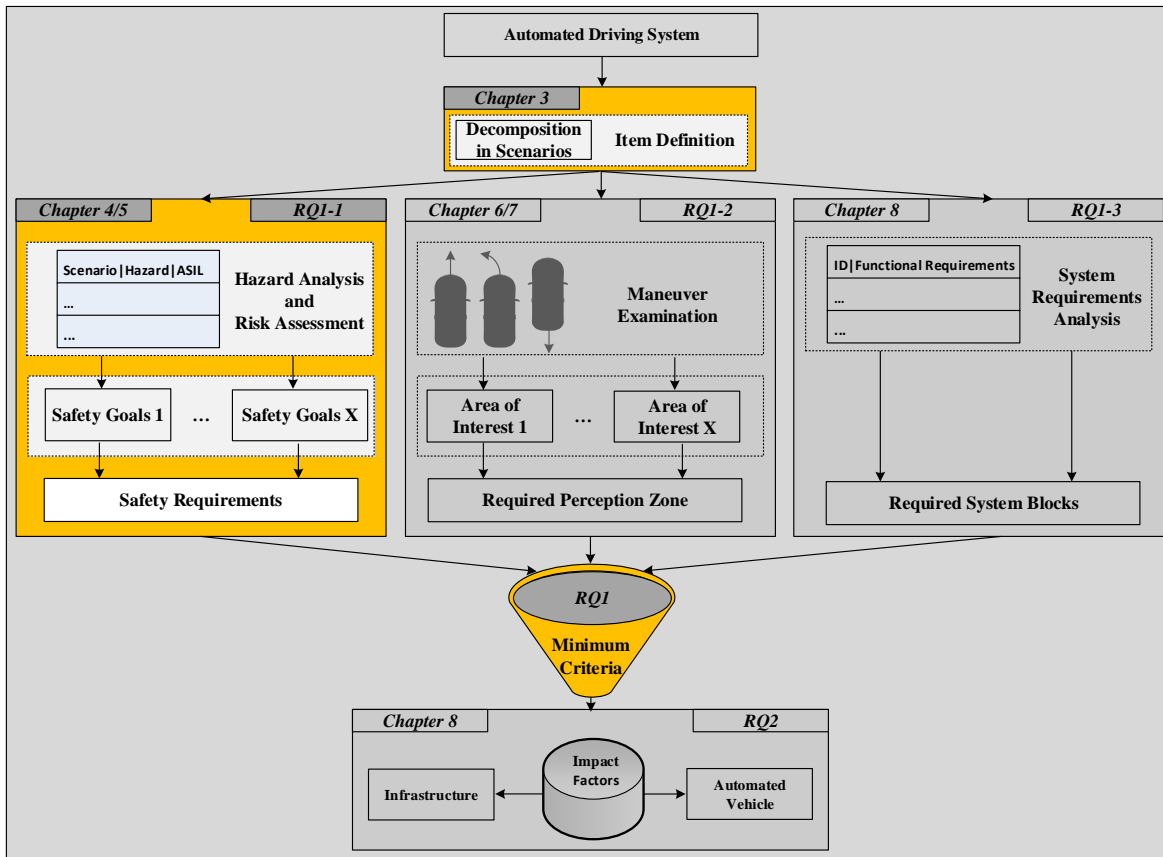 Automated Driving System
Chapter 3
Decomposition
in Scenarios
Item Definition
Chapter 4/5
RQ1-1
Scenario|Hazard|ASIL
...
...
Hazard Analysis
and
Risk Assessment
Safety Goals 1
...
Safety Goals X
Safety Requirements
Chapter 6/7
RQ1-2
Maneuver
Examination
Area of
Interest 1
...
Area of
Interest X
Required Perception Zone
Chapter 8
RQ1-3
ID|Functional Requirements
...
...
System
Requirements
Analysis
Required System Blocks
RQ1
Minimum
Criteria
Chapter 8
RQ2
Infrastructure
Impact
Factors
Automated
Vehicle